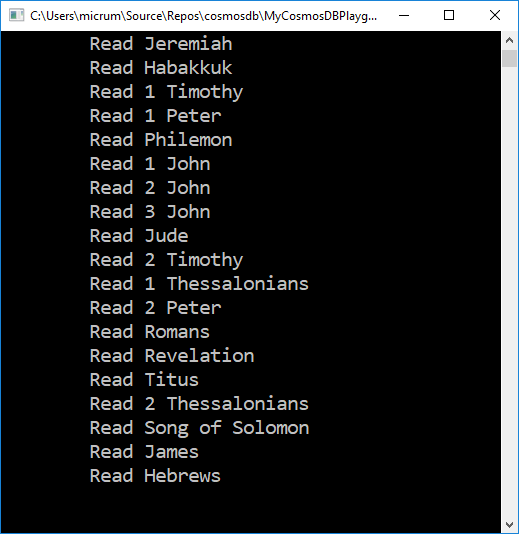 C:\Users\micrum\Source\Repos\cosmosdb\MyCosmosDBPlayg...
Read Jeremiah
Read Habakkuk
Read 1 Timothy
Read 1 Peter
Read Philemon
Read 1 John
Read 2 John
Read 3 John
Read Jude
Read 2 Timothy
Read 1 Thessalonians
Read 2 Peter
Read Romans
Read Revelation
Read Titus
Read 2 Thessalonians
Read Song of Solomon
Read James
Read Hebrews